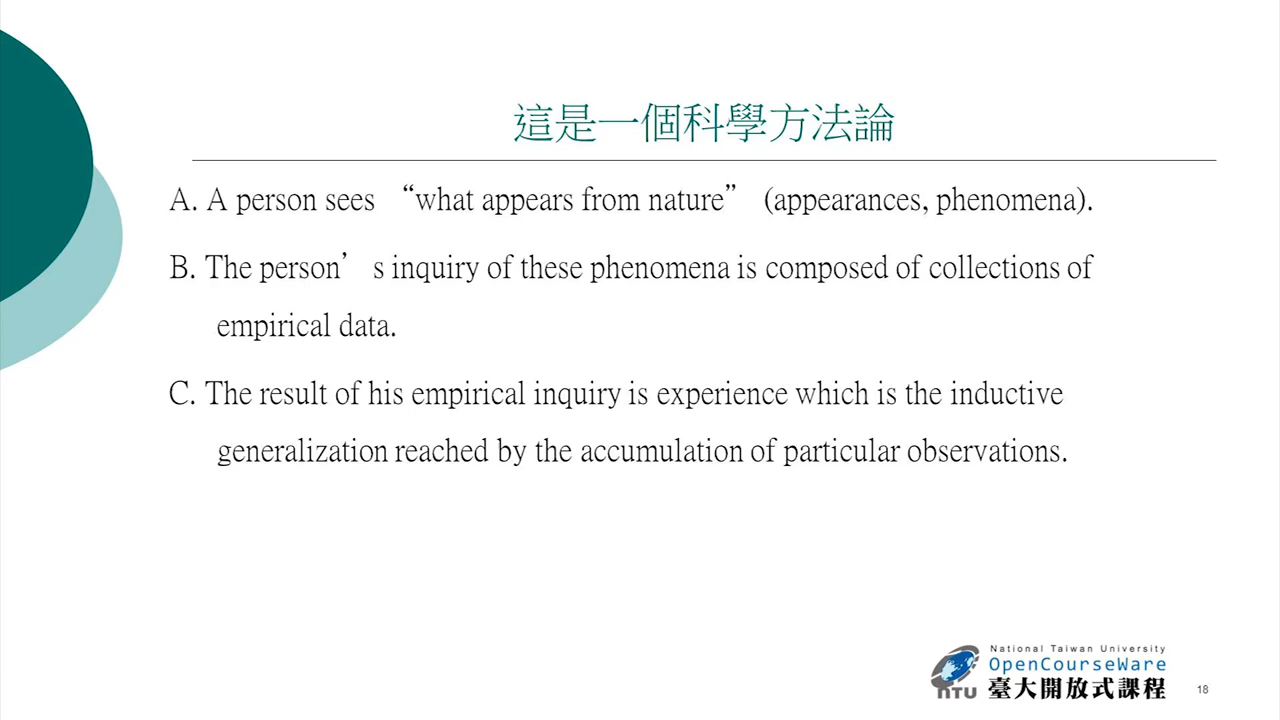 這是一個科學方法論
A. A person sees “what appears from nature” (appearances, phenomena).
B. The person’s inquiry of these phenomena is composed of collections of
empirical data.
C. The result of his empirical inquiry is experience which is the inductive
generalization reached by the accumulation of particular observations.
National Taiwan University
OpenCourseWare
臺大開放式課程
NTU
18